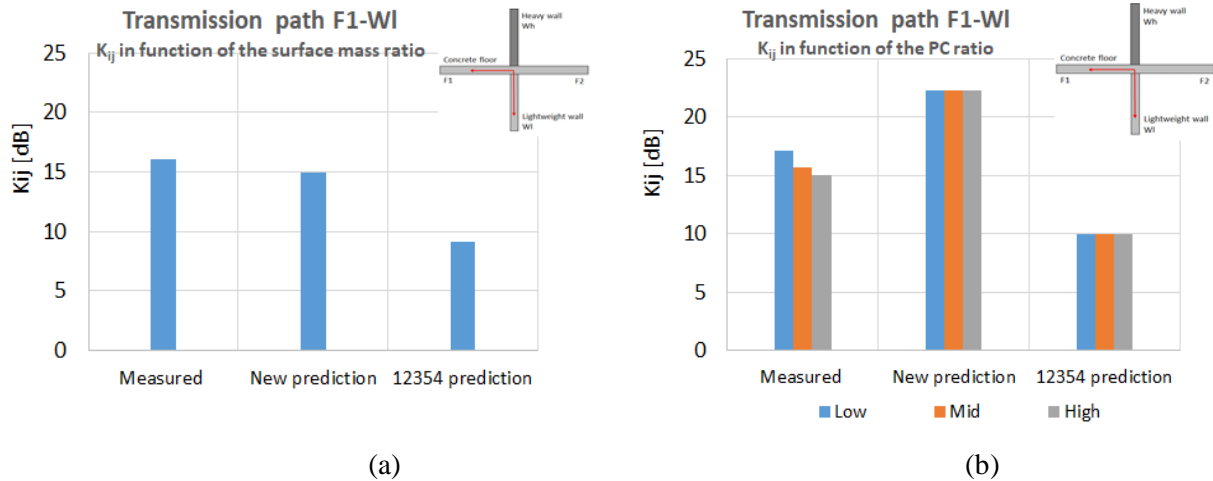 Transmission path F1-Wl
Kij in function of the surface mass ratio
Heavy wall
Wh
Concrete floor
F1
F2
Lightweight wall
Wl
Kij [dB]
25
20
15
10
5
0
Measured
New prediction
12354 prediction
(a)
Transmission path F1-Wl
Kij in function of the PC ratio
Heavy wall
Wh
Concrete floor
F1
F2
Lightweight wall
Wl
Kij [dB]
25
20
15
10
5
0
Measured
New prediction
12354 prediction
Low
Mid
High
(b)